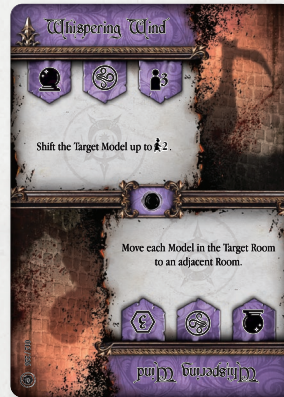 Whispering Wind
3
Shift the Target Model up to 2.
Move each Model in the Target Room
to an adjacent Room.
3
Whispering Wind